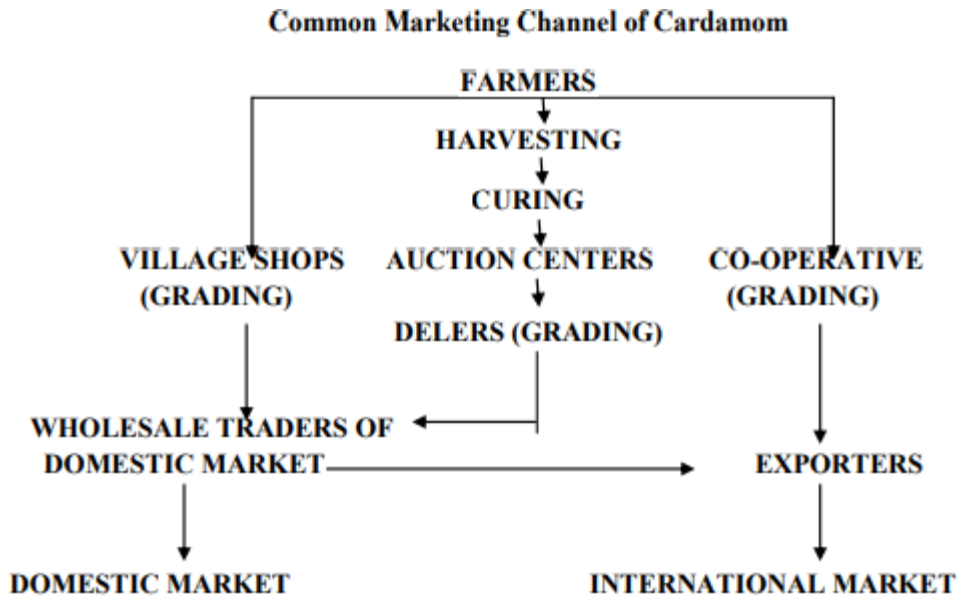 Common Marketing Channel of Cardamom
FARMERS
HARVESTING
CURING
VILLAGE SHOPS
(GRADING)
AUCTION CENTERS
CO-OPERATIVE
(GRADING)
DELERS (GRADING)
WHOLESALE TRADERS OF
DOMESTIC MARKET
EXPORTERS
DOMESTIC MARKET
INTERNATIONAL MARKET